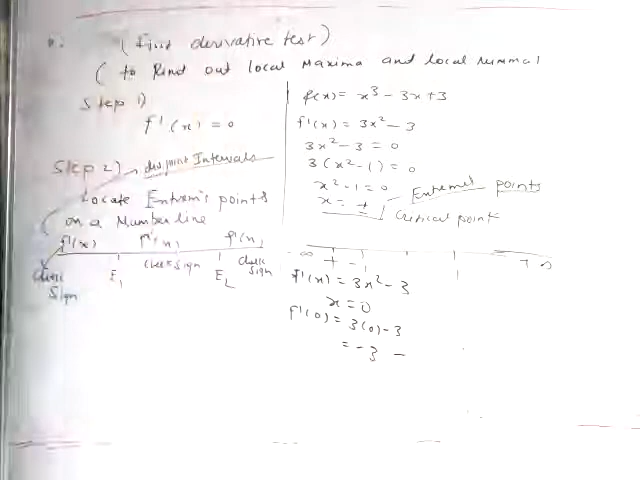 (First derivative test)
(to Find out local maxima and local minima)
Step 1)
f'(x) = 0
Step 2) disjoint Intervals
Locate Extremum points
on a Number line
f'(x) f'(x) f'(x)
Check Sign E1 Check Sign E2 Check Sign
f(x) = x³ - 3x + 3
f'(x) = 3x² - 3
3x² - 3 = 0
3(x² - 1) = 0
x² - 1 = 0
x = ± 1 Extremel points
Critical point
-∞ + -1 1 +∞
f'(x) = 3x² - 3
x = 0
f'(0) = 3(0) - 3
= -3 -